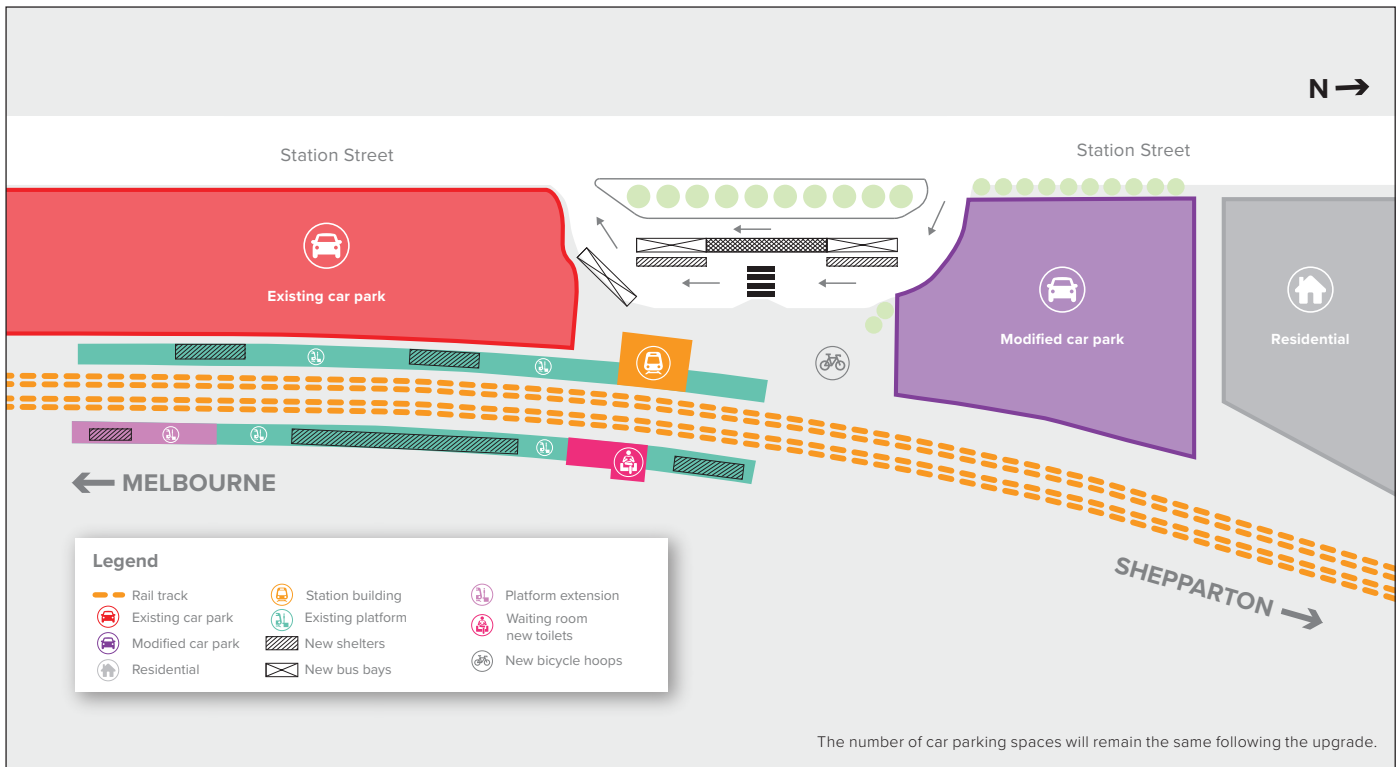 N
Station Street
Station Street
Existing car park
Modified car park
Residential
MELBOURNE
SHEPPARTON
Legend
Rail track
Existing car park
Modified car park
Residential
Station building
Existing platform
New shelters
New bus bays
Platform extension
Waiting room
new toilets
New bicycle hoops
The number of car parking spaces will remain the same following the upgrade.